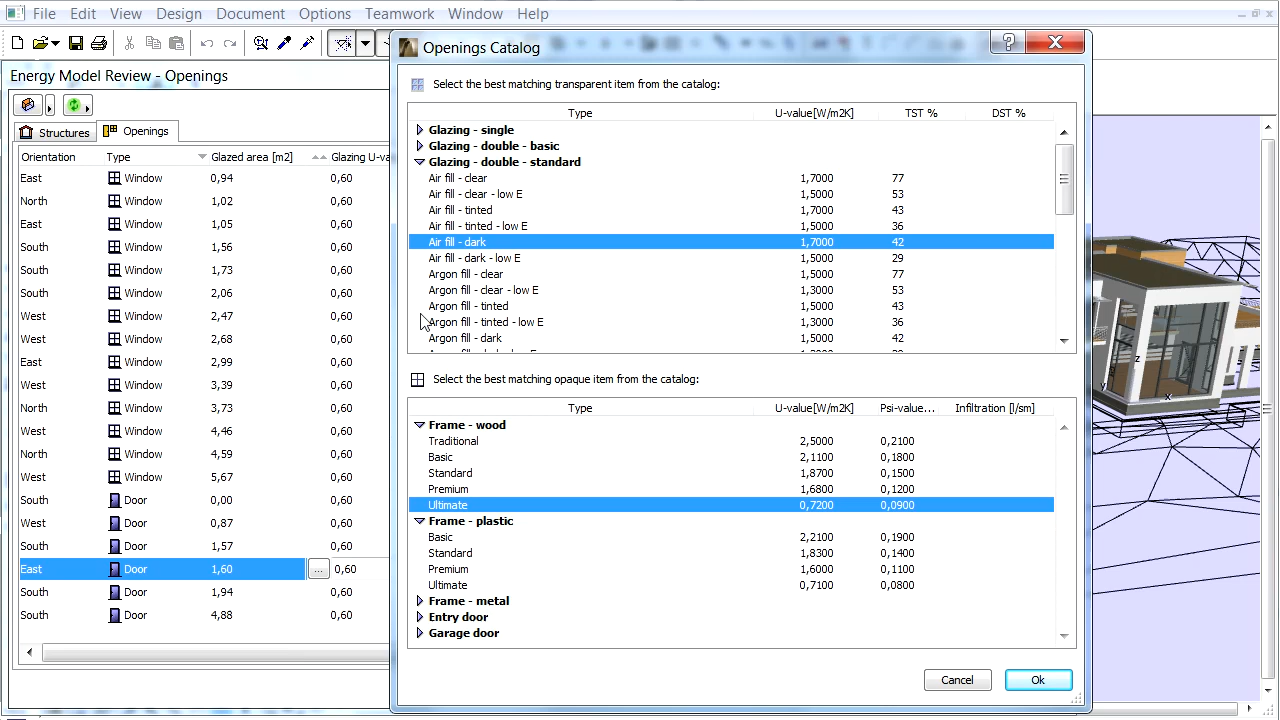 File Edit View Design Document Options Teamwork Window Help
Openings Catalog
Energy Model Review - Openings
Select the best matching transparent item from the catalog:
Structures Openings
Type U-value[W/m2K] TST % DST %
Orientation Type Glazed area [m2] Glazing U-va
Glazing - single
Glazing - double - basic
Glazing - double - standard
Air fill - clear 1,7000 77
Air fill - clear - low E 1,5000 53
Air fill - tinted 1,7000 43
Air fill - tinted - low E 1,5000 36
Air fill - dark 1,7000 42
Air fill - dark - low E 1,5000 29
Argon fill - clear 1,5000 77
Argon fill - clear - low E 1,3000 53
Argon fill - tinted 1,5000 43
Argon fill - tinted - low E 1,3000 36
Argon fill - dark 1,5000 42
East Window 0,94 0,60
North Window 1,02 0,60
East Window 1,05 0,60
South Window 1,56 0,60
South Window 1,73 0,60
South Window 2,06 0,60
West Window 2,47 0,60
West Window 2,68 0,60
East Window 2,99 0,60
West Window 3,39 0,60
North Window 3,73 0,60
West Window 4,46 0,60
North Window 4,59 0,60
West Window 5,67 0,60
South Door 0,00 0,60
West Door 0,87 0,60
South Door 1,57 0,60
East Door 1,60 ... 0,60
South Door 1,94 0,60
South Door 4,88 0,60
Select the best matching opaque item from the catalog:
Type U-value[W/m2K] Psi-value... Infiltration [l/sm]
Frame - wood
Traditional 2,5000 0,2100
Basic 2,1100 0,1800
Standard 1,8700 0,1500
Premium 1,6800 0,1200
Ultimate 0,7200 0,0900
Frame - plastic
Basic 2,2100 0,1900
Standard 1,8300 0,1400
Premium 1,6000 0,1100
Ultimate 0,7100 0,0800
Frame - metal
Entry door
Garage door
Cancel Ok
z
y
x